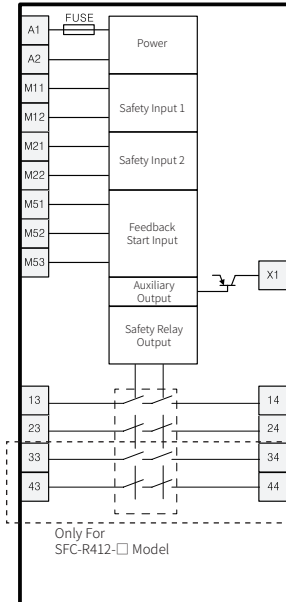 FUSE
A1
Power
A2
M11
Safety Input 1
M12
M21
Safety Input 2
M22
M51
Feedback
Start Input
M52
M53
Auxiliary
Output
X1
Safety Relay
Output
13
14
23
24
33
34
43
44
Only For
SFC-R412-□ Model